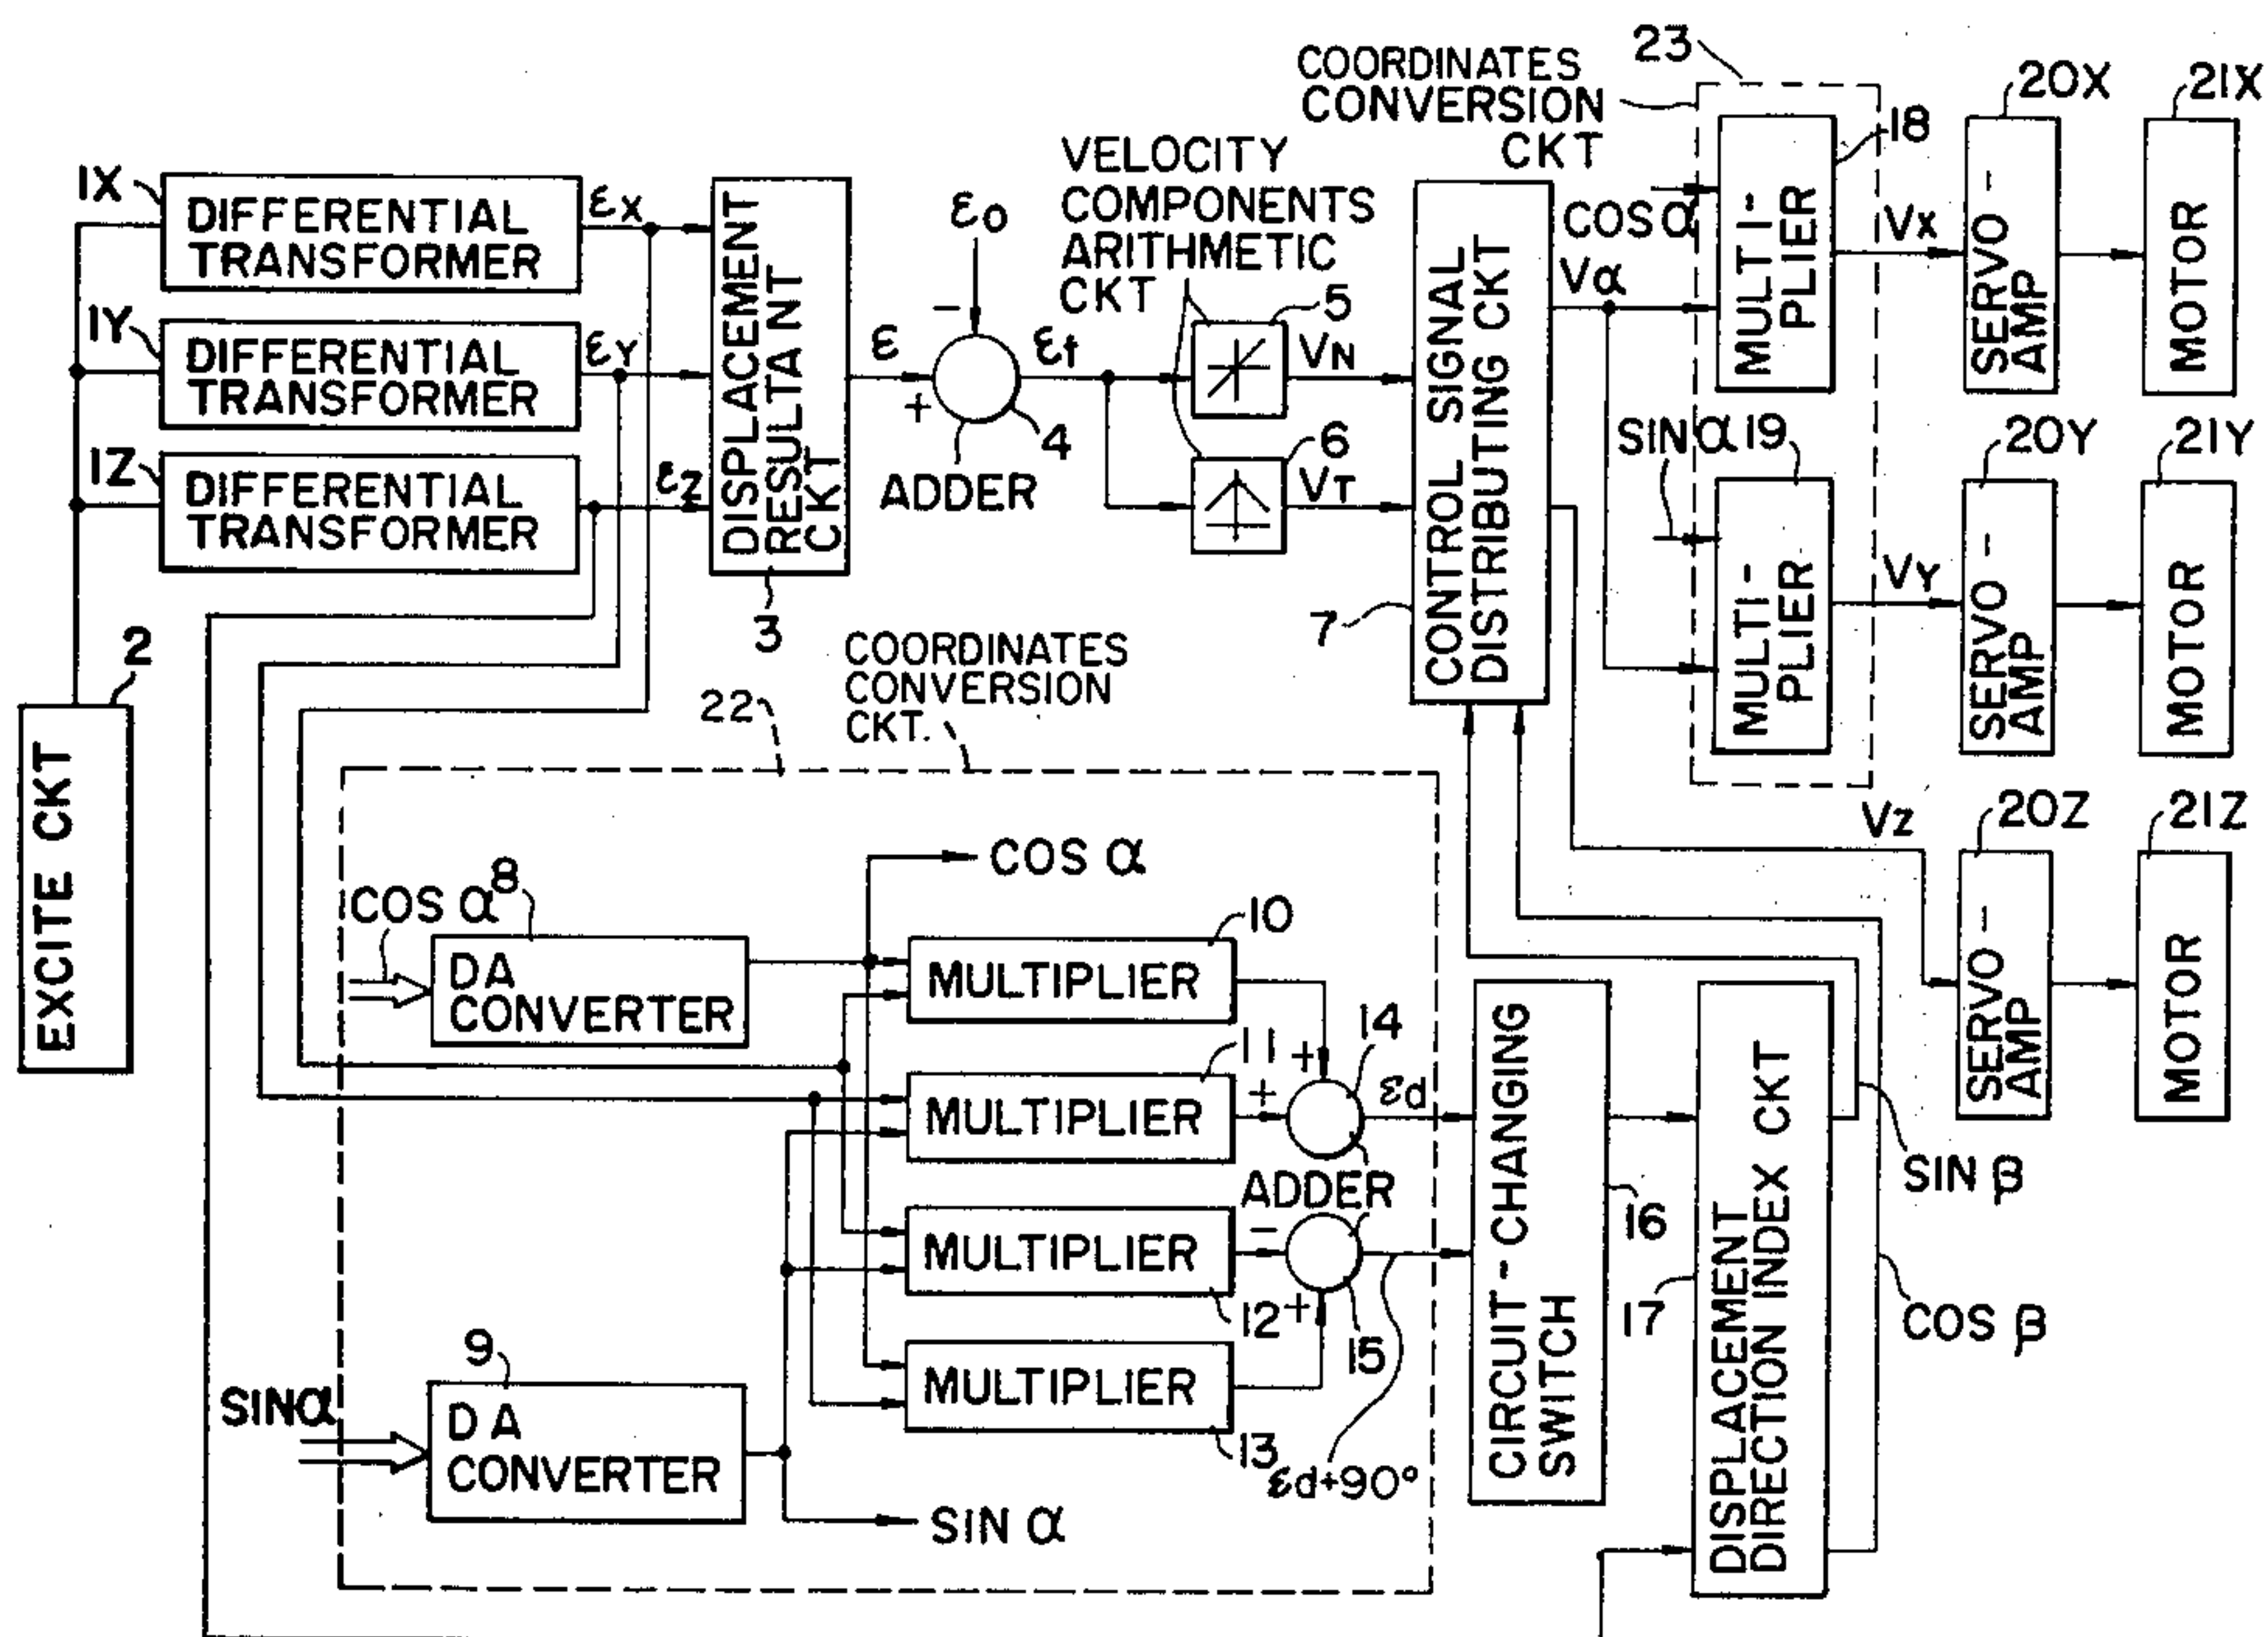 COORDINATES
CONVERSION
CKT
23
20X
21X
18
MULTI-
PLIER
COS α
Vα
VX
SERVO-
AMP
MOTOR
1X
DIFFERENTIAL
TRANSFORMER
εX
1Y
DIFFERENTIAL
TRANSFORMER
εY
1Z
DIFFERENTIAL
TRANSFORMER
εZ
DISPLACEMENT
RESULTANT
CKT
3
ε
+
-
ε0
4
ADDER
εt
VELOCITY
COMPONENTS
ARITHMETIC
CKT
5
VN
6
VT
CONTROL SIGNAL
DISTRIBUTING CKT
7
SIN α
19
MULTI-
PLIER
VY
20Y
SERVO-
AMP
21Y
MOTOR
2
EXCITE CKT
22
COORDINATES
CONVERSION
CKT.
VZ
20Z
SERVO-
AMP
21Z
MOTOR
COS α
COS α
8
DA
CONVERTER
10
MULTIPLIER
11
MULTIPLIER
+
+
14
εd
ADDER
MULTIPLIER
12
-
+
15
MULTIPLIER
13
εd+90°
SIN α
9
DA
CONVERTER
SIN α
CIRCUIT-CHANGING
SWITCH
16
17
DISPLACEMENT
DIRECTION INDEX CKT
SIN β
COS β